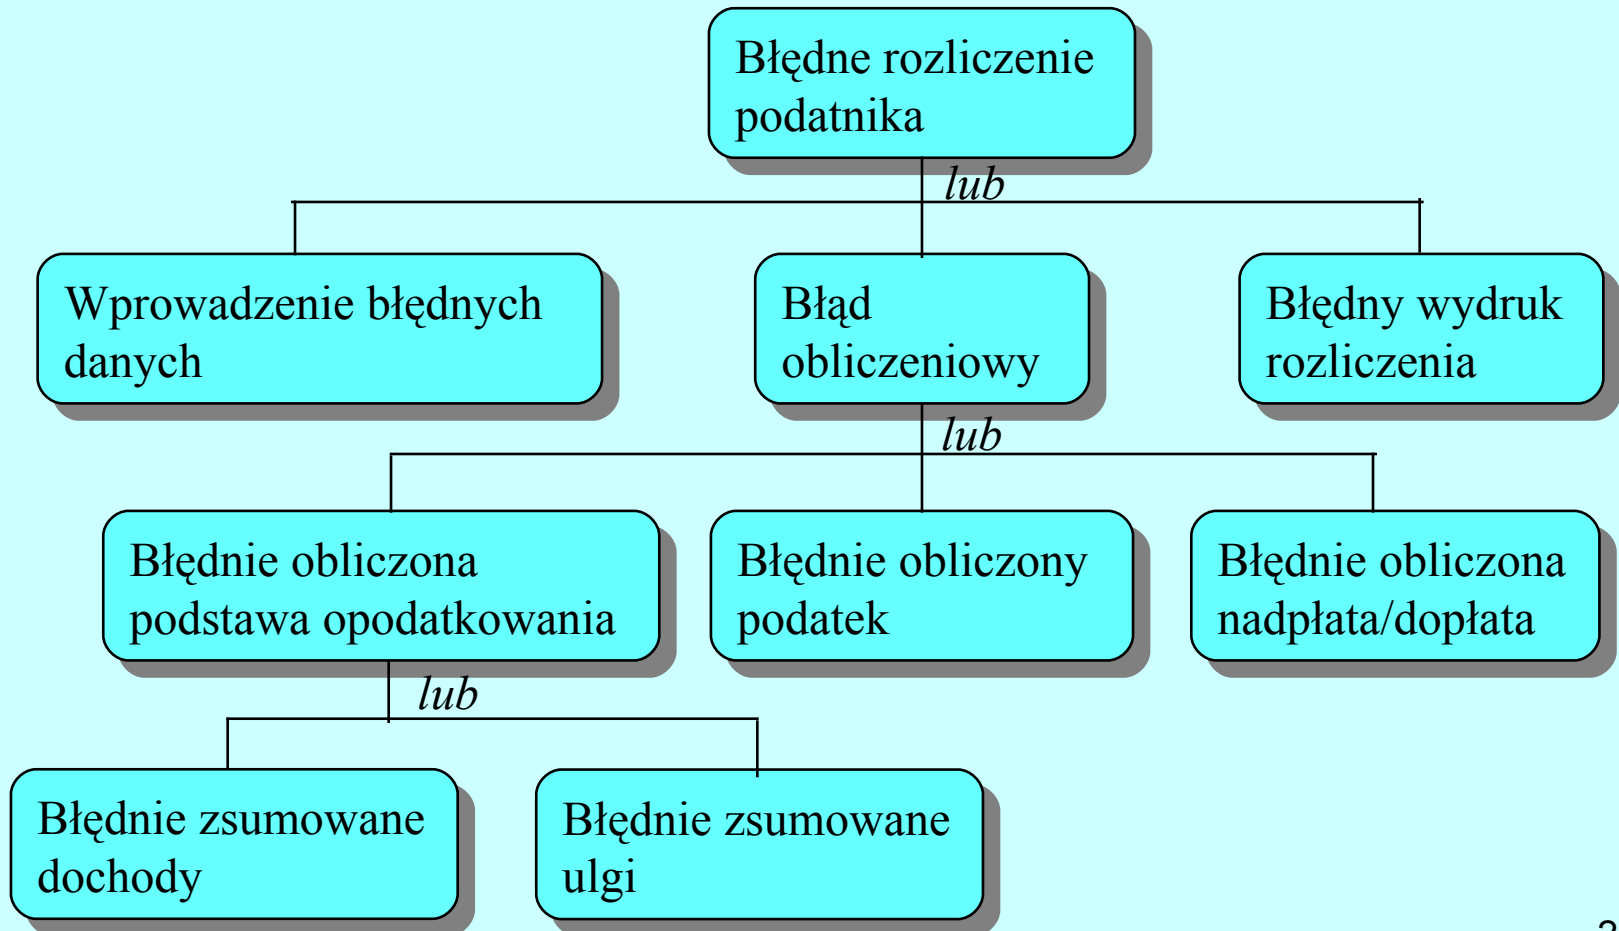 Błędne rozliczenie
podatnika
lub
Wprowadzenie błędnych
danych
Błąd
obliczeniowy
Błędny wydruk
rozliczenia
lub
Błędnie obliczona
podstawa opodatkowania
Błędnie obliczony
podatek
Błędnie obliczona
nadpłata/dopłata
lub
Błędnie zsumowane
dochody
Błędnie zsumowane
ulgi